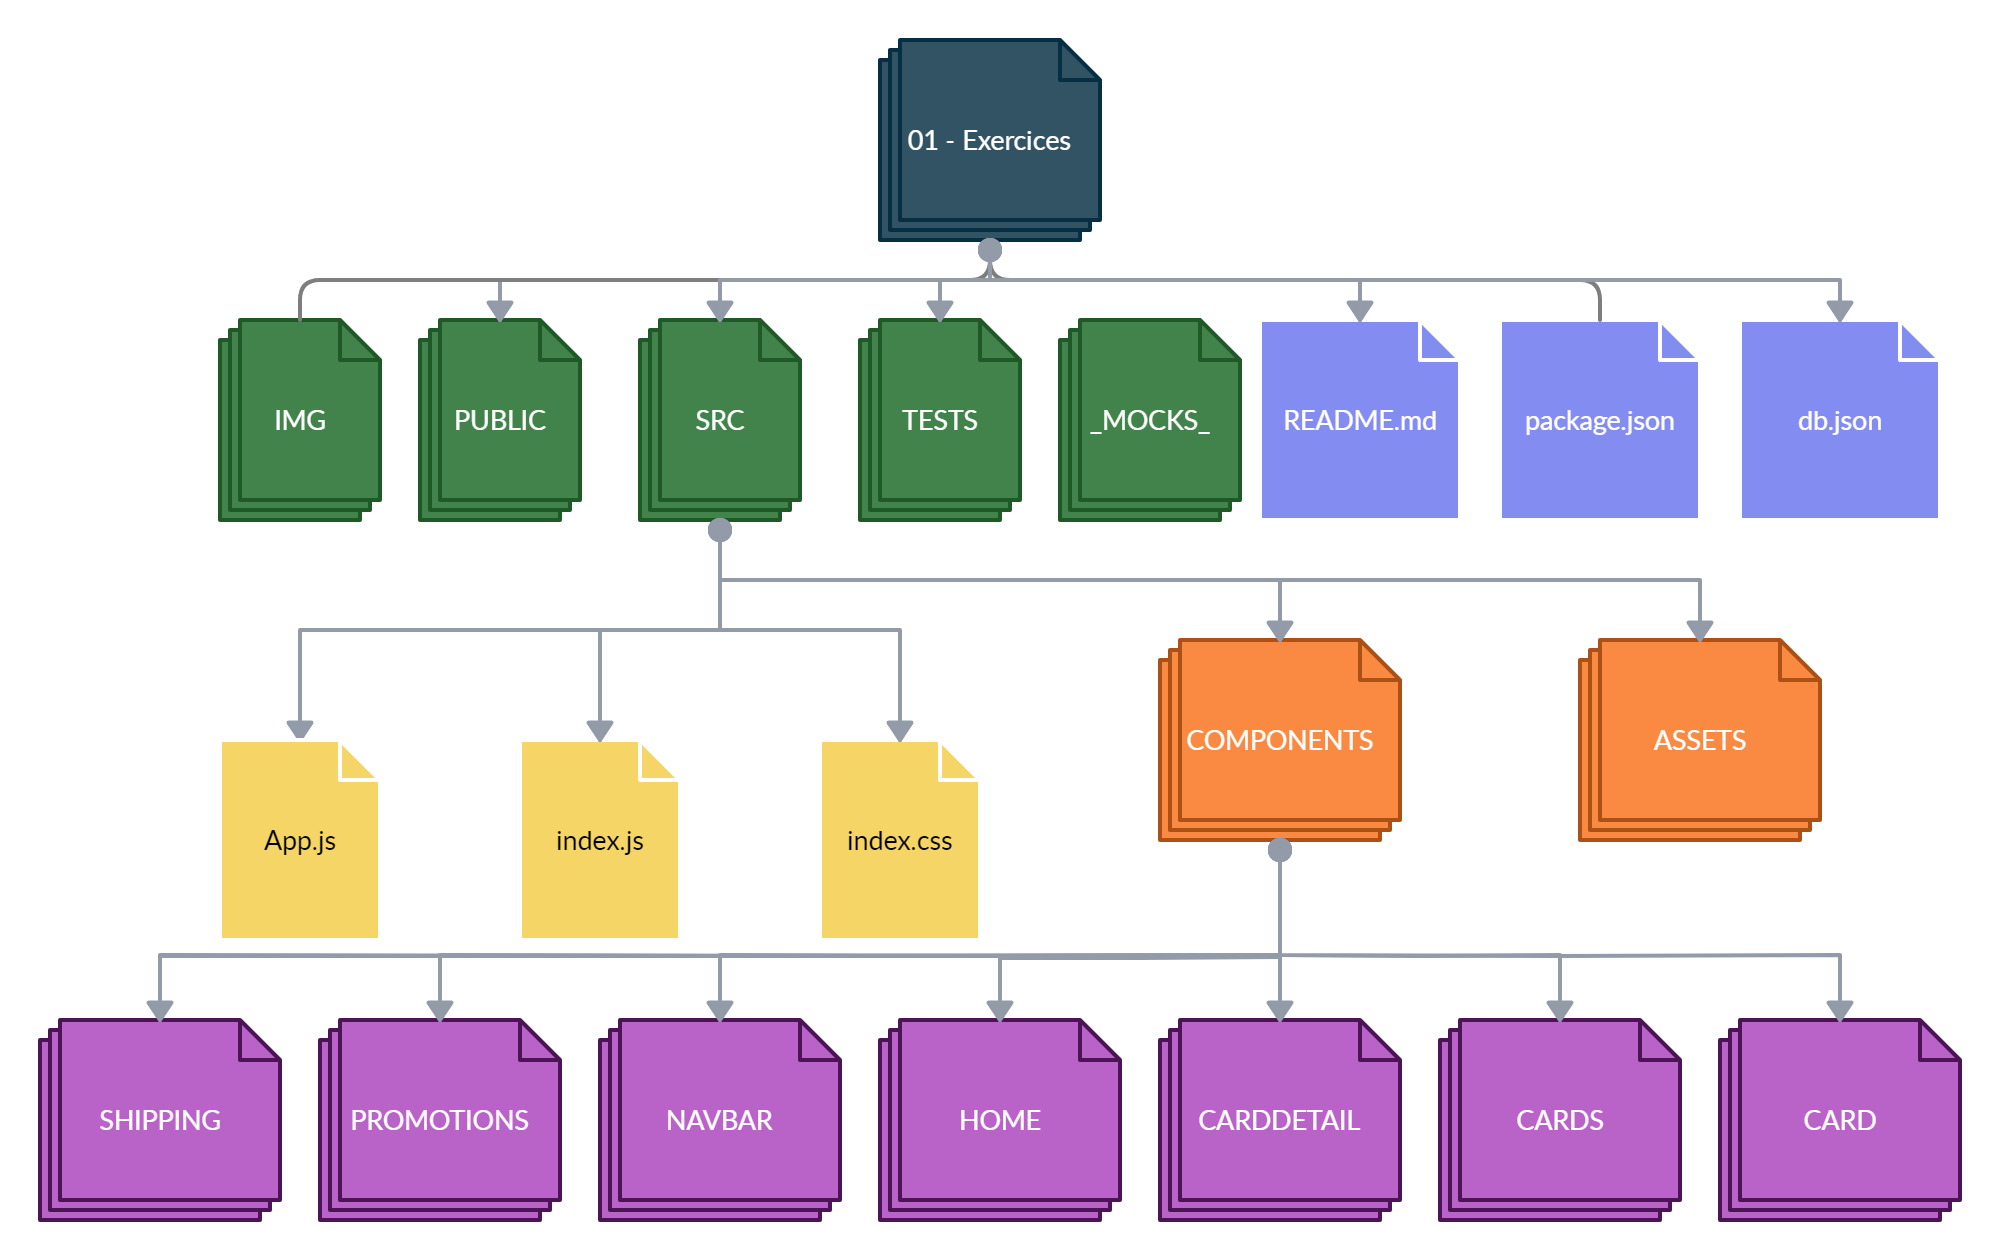 01 - Exercices
IMG
PUBLIC
SRC
TESTS
_MOCKS_
README.md
package.json
db.json
COMPONENTS
ASSETS
App.js
index.js
index.css
SHIPPING
PROMOTIONS
NAVBAR
HOME
CARDDETAIL
CARDS
CARD